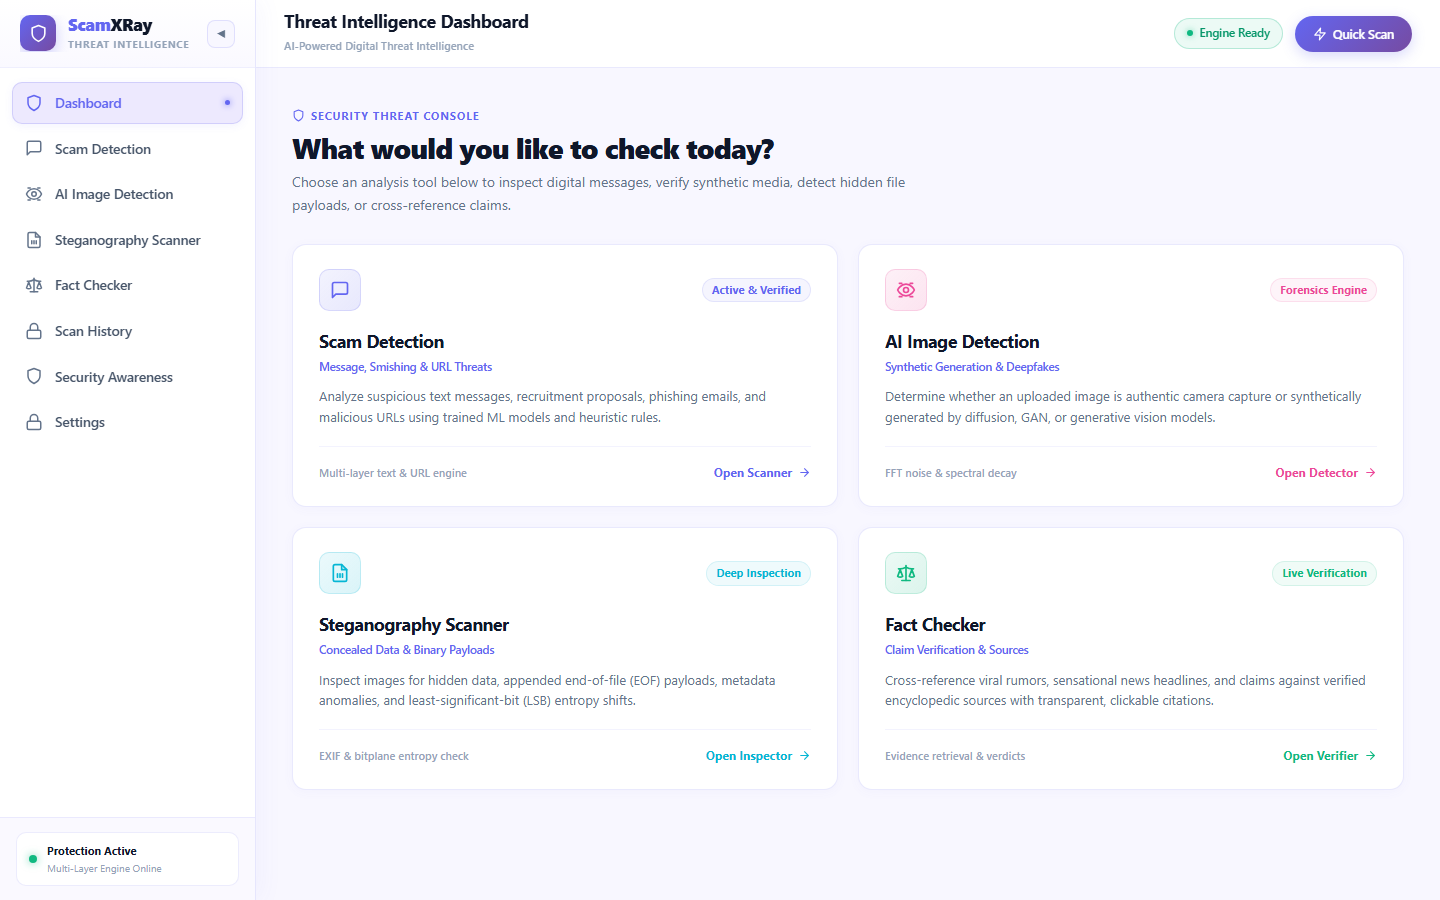 ScamXRay
THREAT INTELLIGENCE
Dashboard
Scam Detection
AI Image Detection
Steganography Scanner
Fact Checker
Scan History
Security Awareness
Settings
Protection Active
Multi-Layer Engine Online
Threat Intelligence Dashboard
AI-Powered Digital Threat Intelligence
Engine Ready
Quick Scan
SECURITY THREAT CONSOLE
What would you like to check today?
Choose an analysis tool below to inspect digital messages, verify synthetic media, detect hidden file
payloads, or cross-reference claims.
Active & Verified
Scam Detection
Message, Smishing & URL Threats
Analyze suspicious text messages, recruitment proposals, phishing emails, and
malicious URLs using trained ML models and heuristic rules.
Multi-layer text & URL engine
Open Scanner →
Forensics Engine
AI Image Detection
Synthetic Generation & Deepfakes
Determine whether an uploaded image is authentic camera capture or synthetically
generated by diffusion, GAN, or generative vision models.
FFT noise & spectral decay
Open Detector →
Deep Inspection
Steganography Scanner
Concealed Data & Binary Payloads
Inspect images for hidden data, appended end-of-file (EOF) payloads, metadata
anomalies, and least-significant-bit (LSB) entropy shifts.
EXIF & bitplane entropy check
Open Inspector →
Live Verification
Fact Checker
Claim Verification & Sources
Cross-reference viral rumors, sensational news headlines, and claims against verified
encyclopedic sources with transparent, clickable citations.
Evidence retrieval & verdicts
Open Verifier →